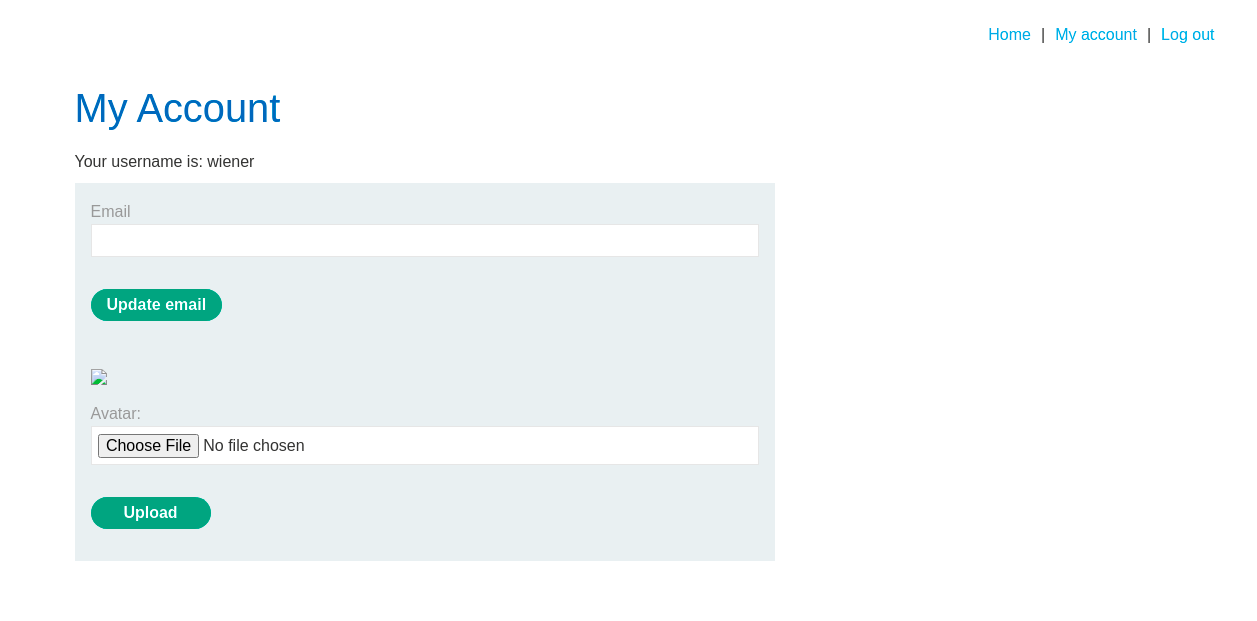 Home | My account | Log out
My Account
Your username is: wiener
Email
Update email
Avatar:
Choose File No file chosen
Upload